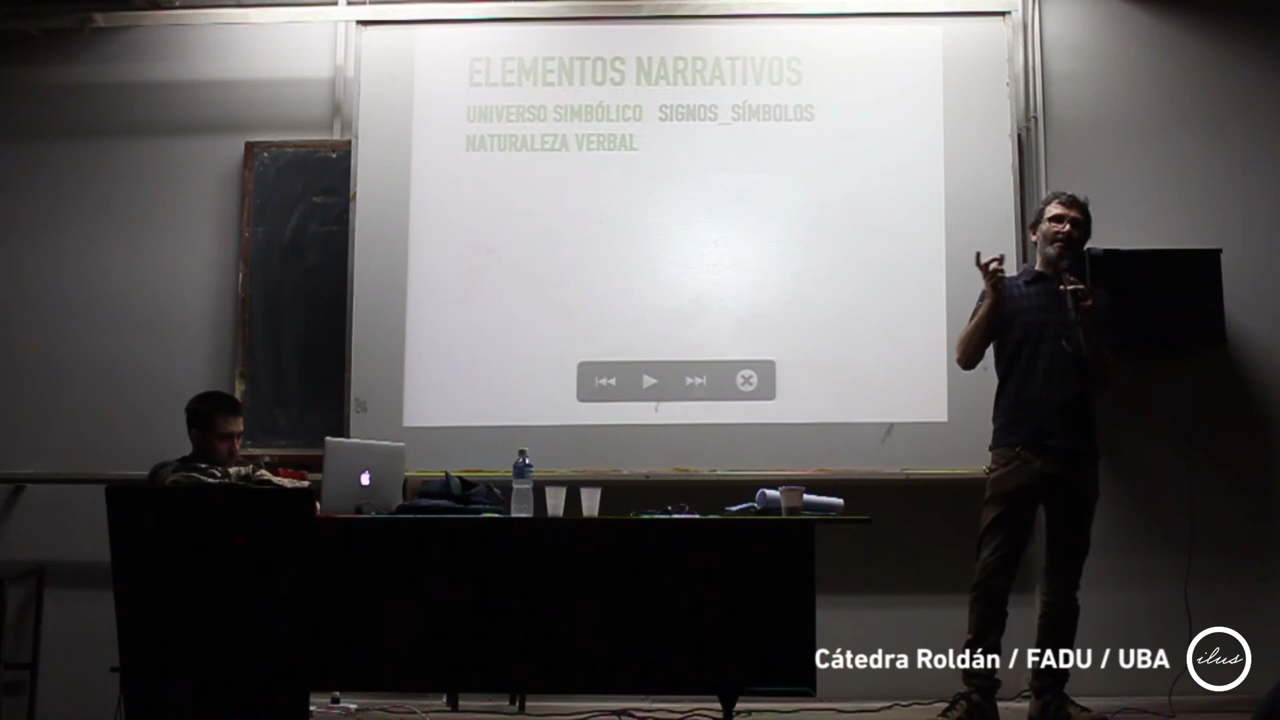 ELEMENTOS NARRATIVOS
UNIVERSO SIMBÓLICO SIGNOS_SÍMBOLOS
NATURALEZA VERBAL
Cátedra Roldán / FADU / UBA
ilus